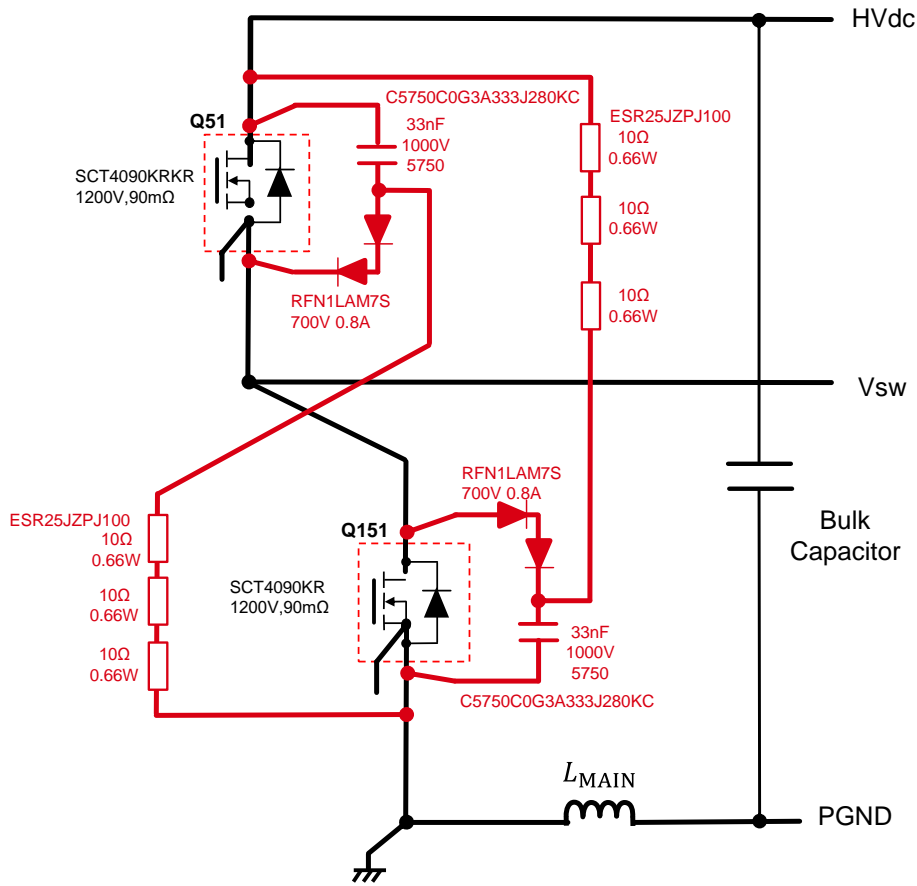 HVdc
C5750C0G3A333J280KC
33nF
1000V
5750
ESR25JZPJ100
10Ω
0.66W
10Ω
0.66W
10Ω
0.66W
Q51
SCT4090KRKR
1200V,90mΩ
RFN1LAM7S
700V 0.8A
Vsw
RFN1LAM7S
700V 0.8A
ESR25JZPJ100
10Ω
0.66W
10Ω
0.66W
10Ω
0.66W
Q151
SCT4090KR
1200V,90mΩ
33nF
1000V
5750
C5750C0G3A333J280KC
Bulk
Capacitor
LMAIN
PGND